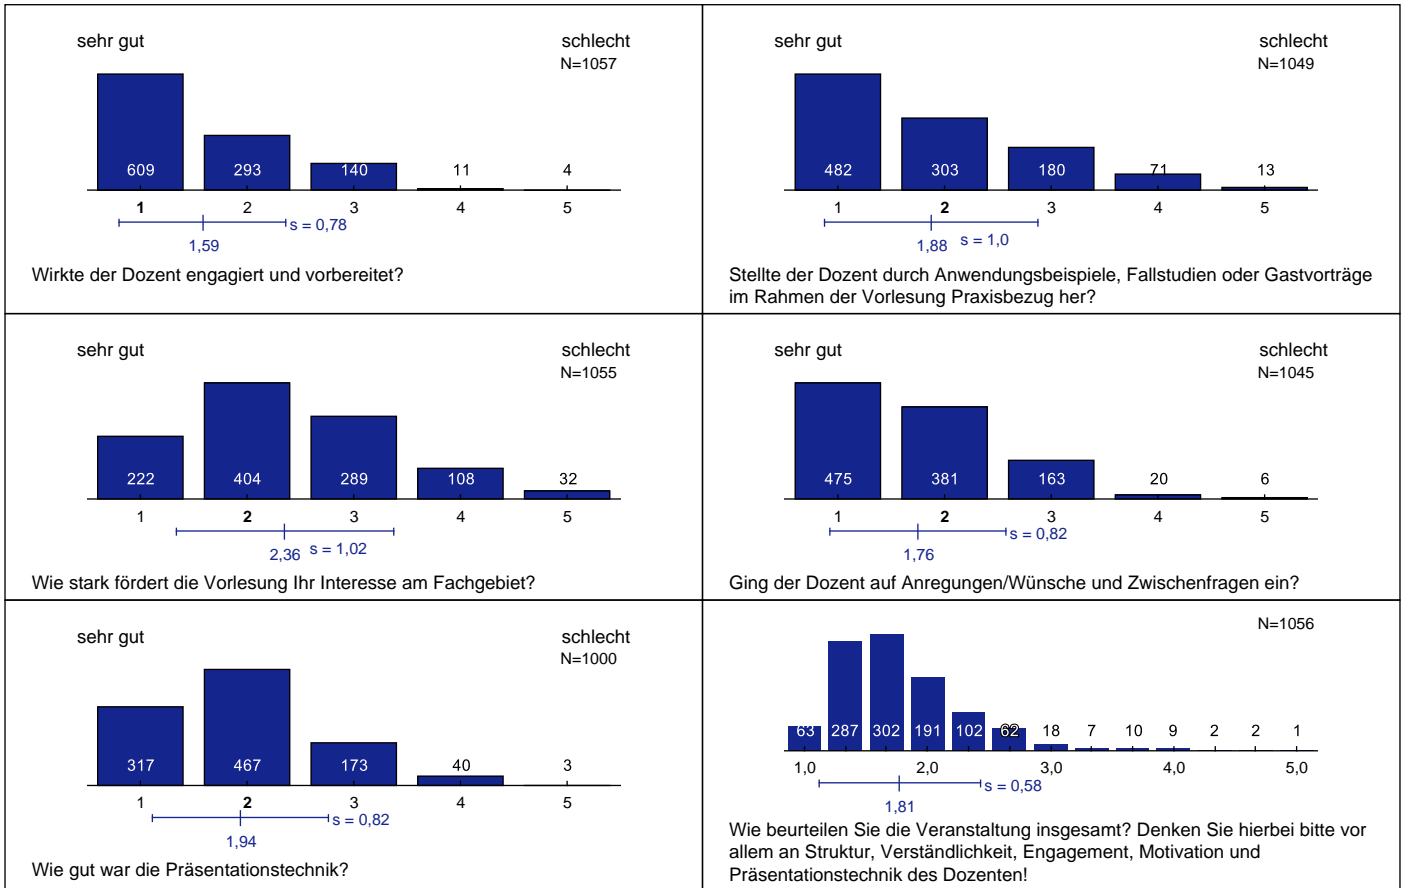 sehr gut schlecht
N=1057
609 293 140 11 4
1 2 3 4 5
s = 0,78
1,59
Wirkte der Dozent engagiert und vorbereitet?
sehr gut schlecht
N=1049
482 303 180 71 13
1 2 3 4 5
1,88 s = 1,0
Stellte der Dozent durch Anwendungsbeispiele, Fallstudien oder Gastvorträge
im Rahmen der Vorlesung Praxisbezug her?
sehr gut schlecht
N=1055
222 404 289 108 32
1 2 3 4 5
2,36 s = 1,02
Wie stark fördert die Vorlesung Ihr Interesse am Fachgebiet?
sehr gut schlecht
N=1045
475 381 163 20 6
1 2 3 4 5
s = 0,82
1,76
Ging der Dozent auf Anregungen/Wünsche und Zwischenfragen ein?
sehr gut schlecht
N=1000
317 467 173 40 3
1 2 3 4 5
s = 0,82
1,94
Wie gut war die Präsentationstechnik?
N=1056
63 287 302 191 102 62 18 7 10 9 2 2 1
1,0 2,0 3,0 4,0 5,0
s = 0,58
1,81
Wie beurteilen Sie die Veranstaltung insgesamt? Denken Sie hierbei bitte vor
allem an Struktur, Verständlichkeit, Engagement, Motivation und
Präsentationstechnik des Dozenten!